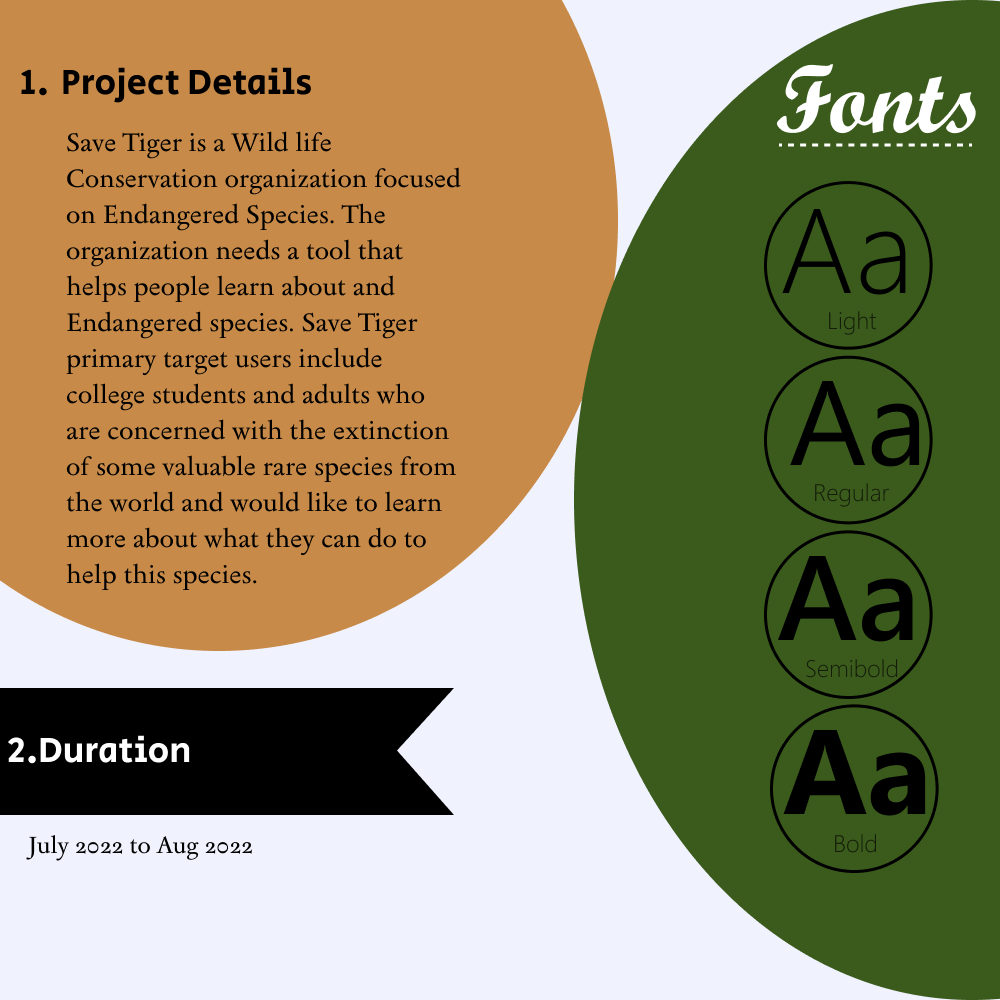 1. Project Details
Save Tiger is a Wild life
Conservation organization focused
on Endangered Species. The
organization needs a tool that
helps people learn about and
Endangered species. Save Tiger
primary target users include
college students and adults who
are concerned with the extinction
of some valuable rare species from
the world and would like to learn
more about what they can do to
help this species.
2.Duration
July 2022 to Aug 2022
Fonts
Aa
Light
Aa
Regular
Aa
Semibold
Aa
Bold